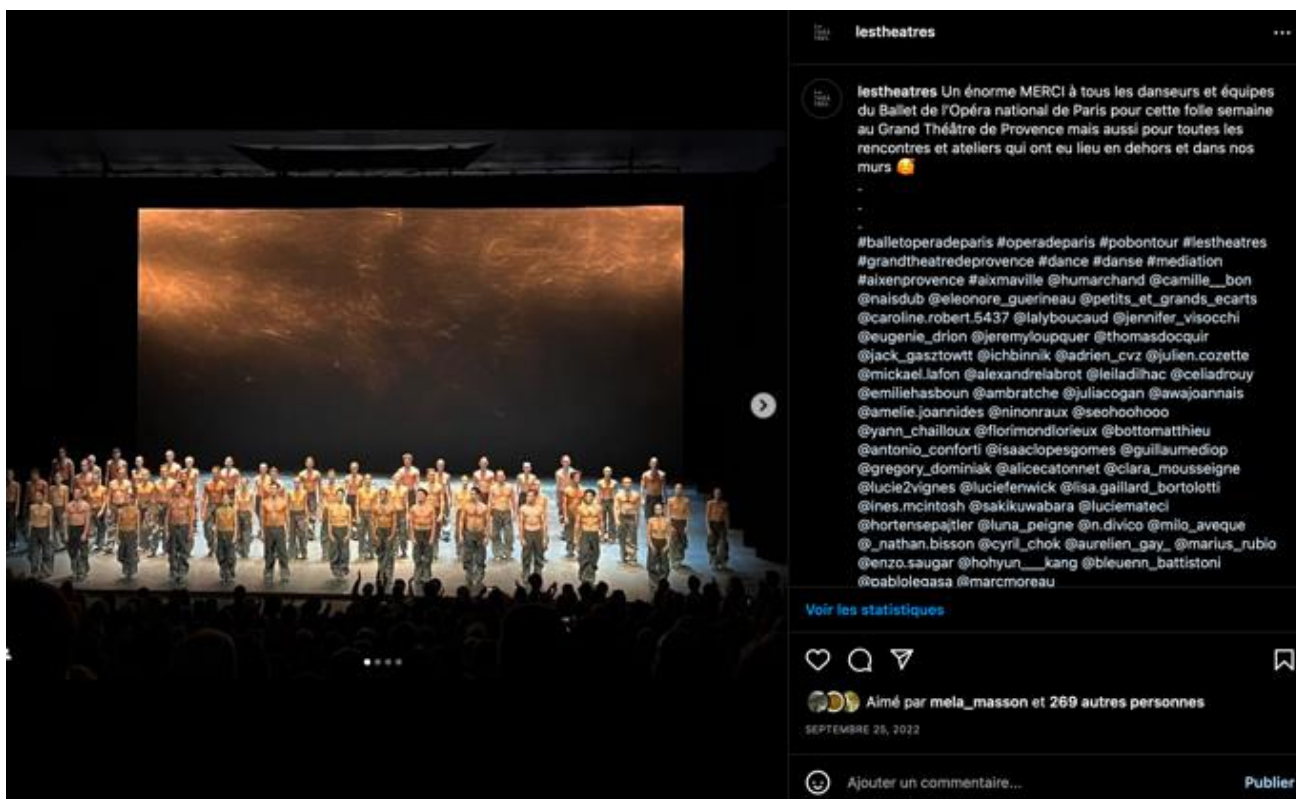 lestheatres
lestheatres Un énorme MERCI à tous les danseurs et équipes
du Ballet de l'Opéra national de Paris pour cette folle semaine
au Grand Théâtre de Provence mais aussi pour toutes les
rencontres et ateliers qui ont eu lieu en dehors et dans nos
murs 🥰
-
-
-
#balletoperadeparis #operadeparis #pobontour #lestheatres
#grandtheatredeprovence #dance #danse #mediation
#aixenprovence #aixmaville @humarchand @camille__bon
@naisdub @eleonore_guerineau @petits_et_grands_ecarts
@caroline.robert.5437 @lalyboucaud @jennifer_visocchi
@eugenie_drion @jeremyloupquer @thomasdocquir
@jack_gasztowtt @ichbinnik @adrien_cvz @julien.cozette
@mickael.lafon @alexandrelabrot @leiladilhac @celiadrouy
@emiliehasboun @ambratche @juliacogan @awajoannais
@amelie.joannides @ninonraux @seohoohooo
@yann_chailloux @florimondlorieux @bottomatthieu
@antonio_conforti @isaaclopesgomes @guillaumediop
@gregory_dominiak @alicecatonnet @clara_mousseigne
@lucie2vignes @luciefenwick @lisa.gaillard_bortolotti
@ines.mcintosh @sakikuwabara @luciemateci
@hortensepajtler @luna_peigne @n.divico @milo_aveque
@_nathan.bisson @cyril_chok @aurelien_gay_ @marius_rubio
@enzo.saugar @hohyun___kang @bleuenn_battistoni
@pablolegasa @marcmoreau
Voir les statistiques
Aimé par mela_masson et 269 autres personnes
SEPTEMBRE 25, 2022
Ajouter un commentaire...
Publier